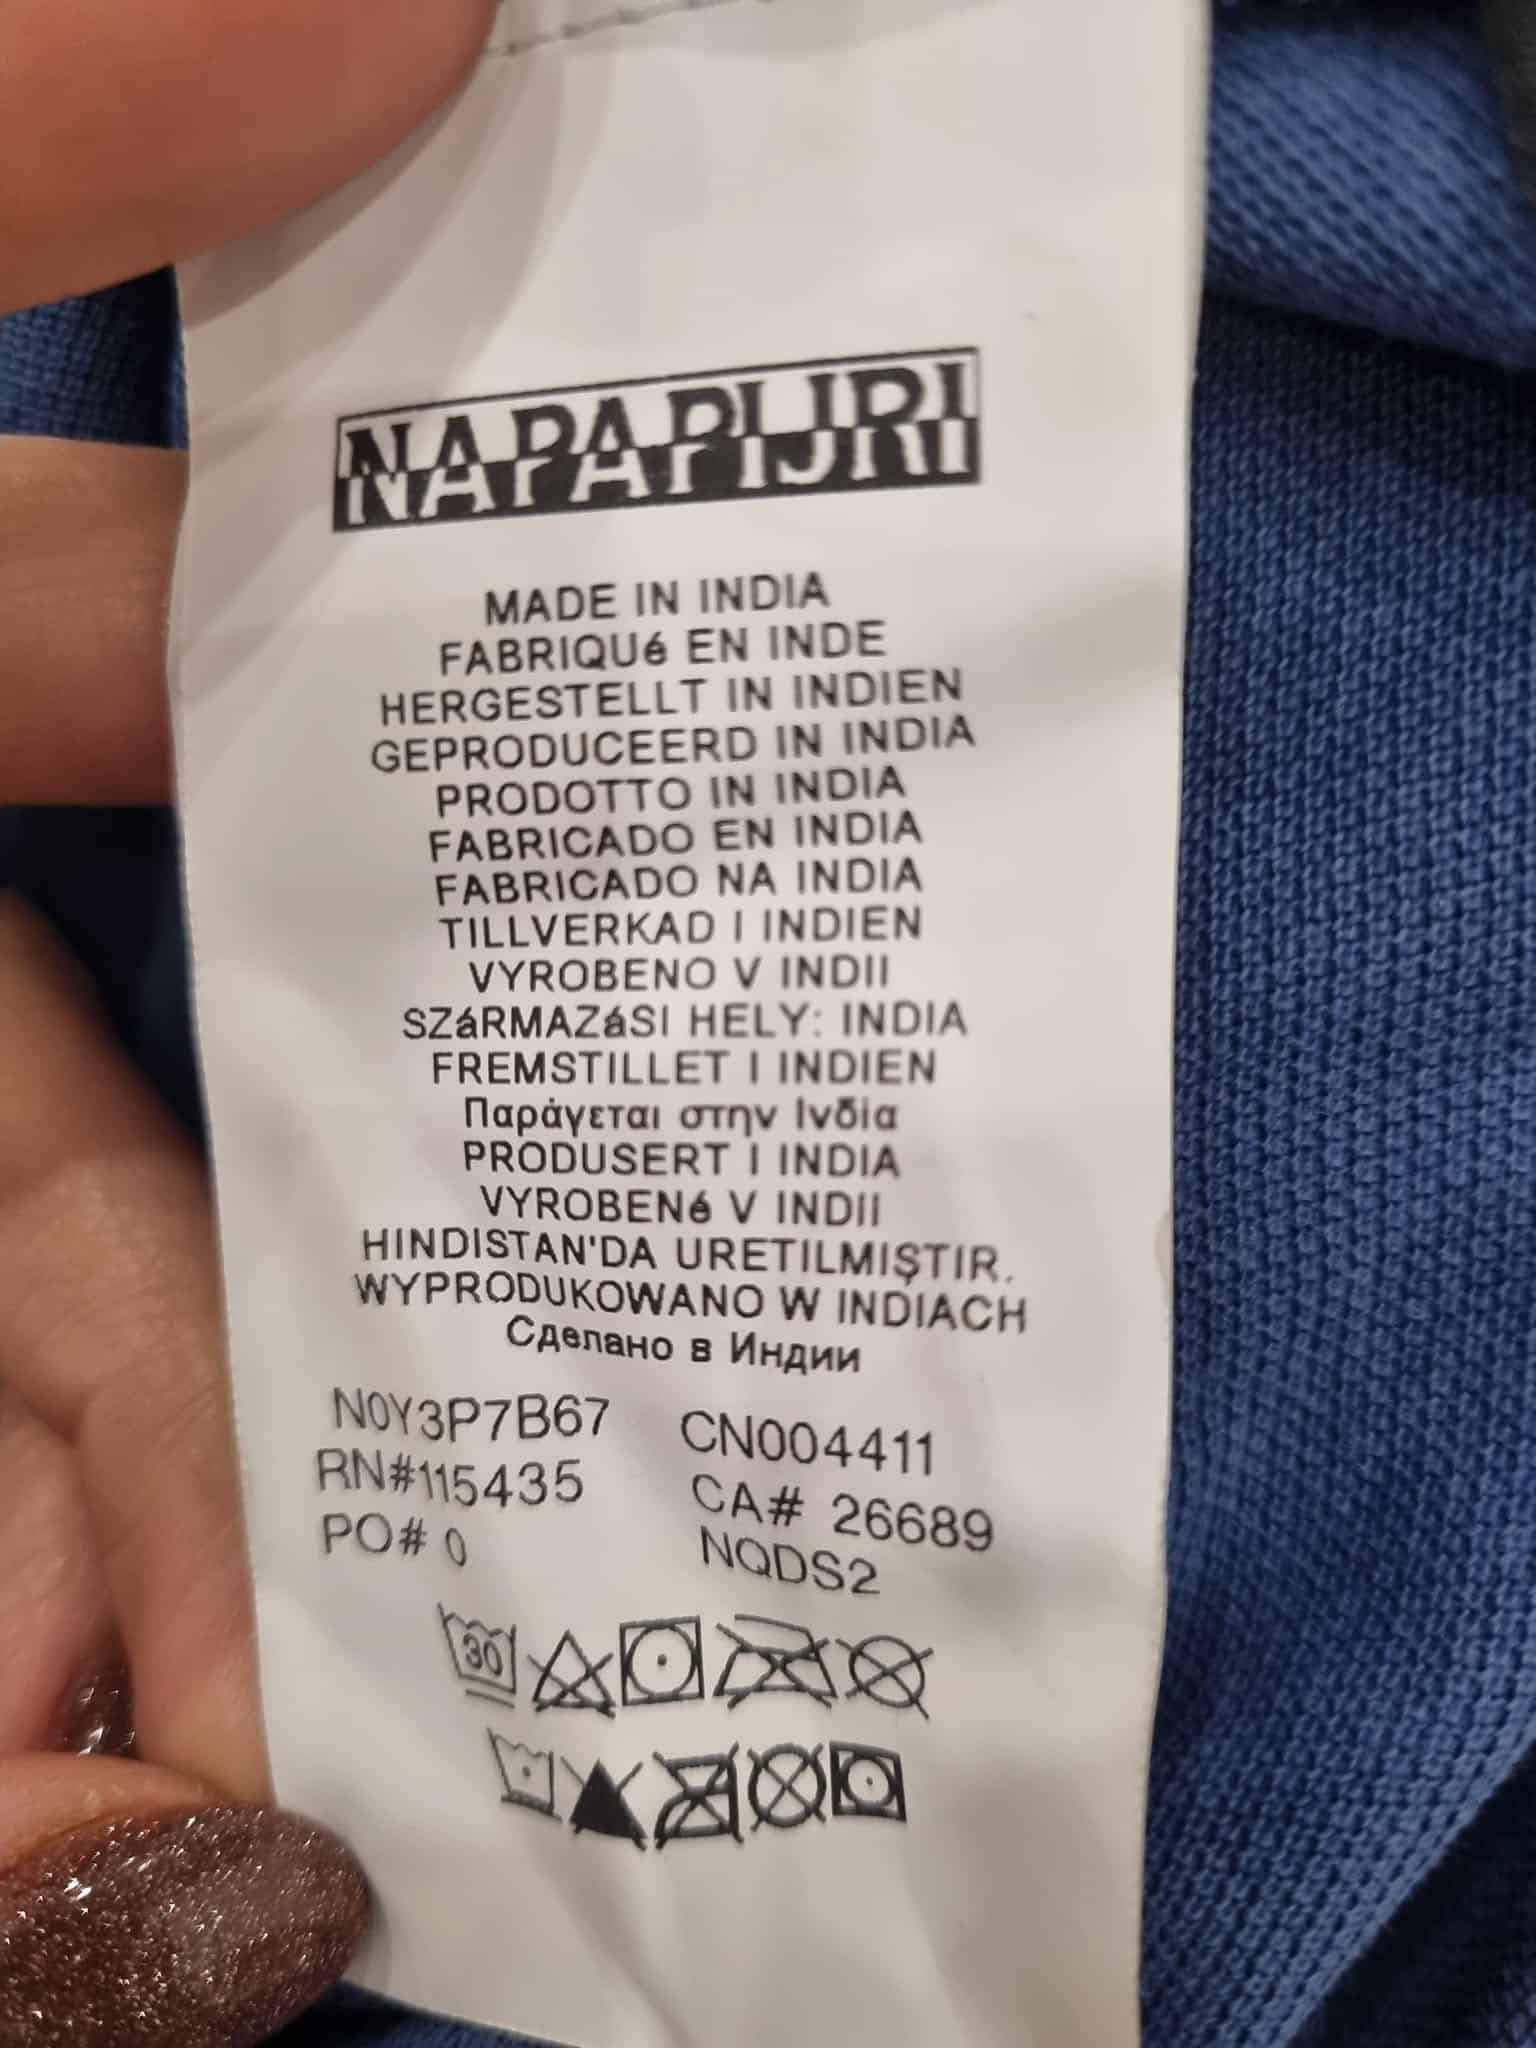 NAPAPIJRI
MADE IN INDIA
FABRIQUé EN INDE
HERGESTELLT IN INDIEN
GEPRODUCEERD IN INDIA
PRODOTTO IN INDIA
FABRICADO EN INDIA
FABRICADO NA INDIA
TILLVERKAD I INDIEN
VYROBENO V INDII
SZáRMAZáSI HELY: INDIA
FREMSTILLET I INDIEN
Παράγεται στην Ινδία
PRODUSERT I INDIA
VYROBENé V INDII
HINDISTAN'DA URETILMIŞTIR.
WYPRODUKOWANO W INDIACH
Сделано в Индии
N0Y3P7B67 CN004411
RN#115435 CA# 26689
PO# 0 NQDS2
30